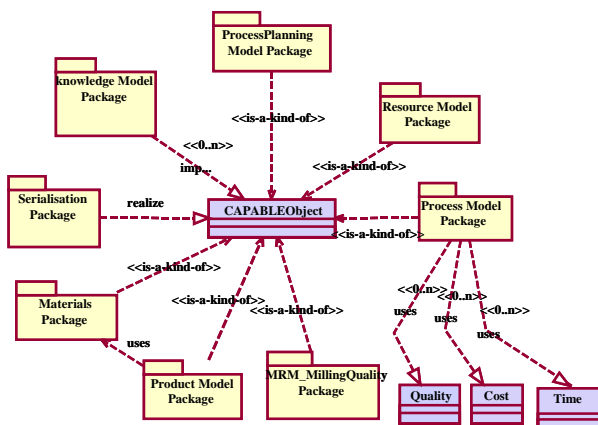 ProcessPlanning
Model Package
knowledge Model
Package
Resource Model
Package
<<is-a-kind-of>>
<<0..n>>
imp...
<<is-a-kind-of>>
Serialisation
Package
realize
CAPABLEObject
Process Model
Package
<<is-a-kind-of>>
<<is-a-kind-of>>
Materials
Package
<<is-a-kind-of>>
<<is-a-kind-of>>
<<0..n>>
<<0..n>>
<<0..n>>
uses
uses
uses
uses
Product Model
Package
MRM_MillingQuality
Package
Quality
Cost
Time